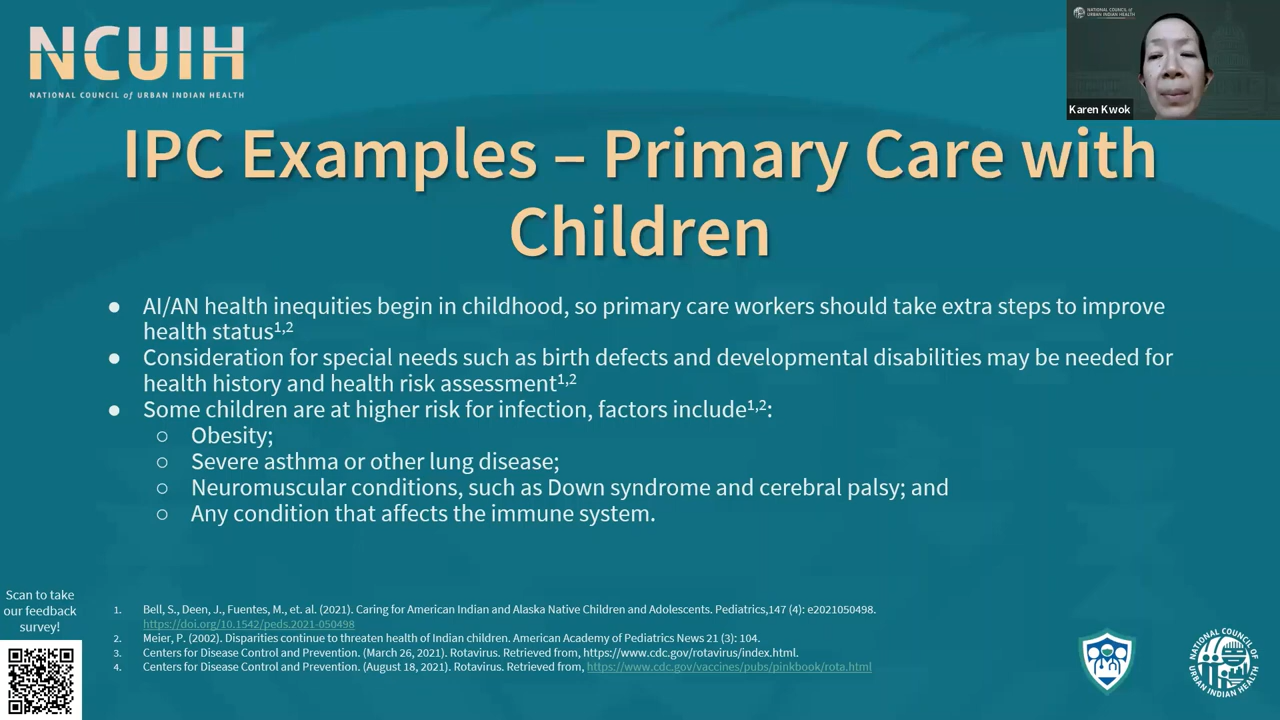 NCUIH
NATIONAL COUNCIL of URBAN INDIAN HEALTH
NATIONAL COUNCIL of
URBAN INDIAN HEALTH
Karen Kwok
IPC Examples – Primary Care with
Children
● AI/AN health inequities begin in childhood, so primary care workers should take extra steps to improve
health status1,2
● Consideration for special needs such as birth defects and developmental disabilities may be needed for
health history and health risk assessment1,2
● Some children are at higher risk for infection, factors include1,2:
○ Obesity;
○ Severe asthma or other lung disease;
○ Neuromuscular conditions, such as Down syndrome and cerebral palsy; and
○ Any condition that affects the immune system.
Scan to take
our feedback
survey!
1. Bell, S., Deen, J., Fuentes, M., et. al. (2021). Caring for American Indian and Alaska Native Children and Adolescents. Pediatrics,147 (4): e2021050498.
https://doi.org/10.1542/peds.2021-050498
2. Meier, P. (2002). Disparities continue to threaten health of Indian children. American Academy of Pediatrics News 21 (3): 104.
3. Centers for Disease Control and Prevention. (March 26, 2021). Rotavirus. Retrieved from, https://www.cdc.gov/rotavirus/index.html.
4. Centers for Disease Control and Prevention. (August 18, 2021). Rotavirus. Retrieved from, https://www.cdc.gov/vaccines/pubs/pinkbook/rota.html
NATIONAL COUNCIL OF
URBAN INDIAN HEALTH